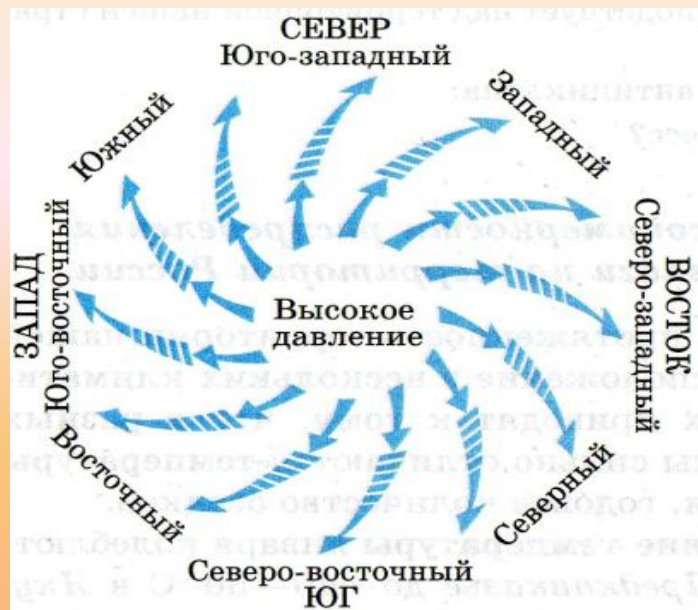 СЕВЕР
Юго-западный
Западный
Южный
ВОСТОК
Северо-западный
ЗАПАД
Юго-восточный
Высокое
давление
Восточный
Северный
Северо-восточный
ЮГ